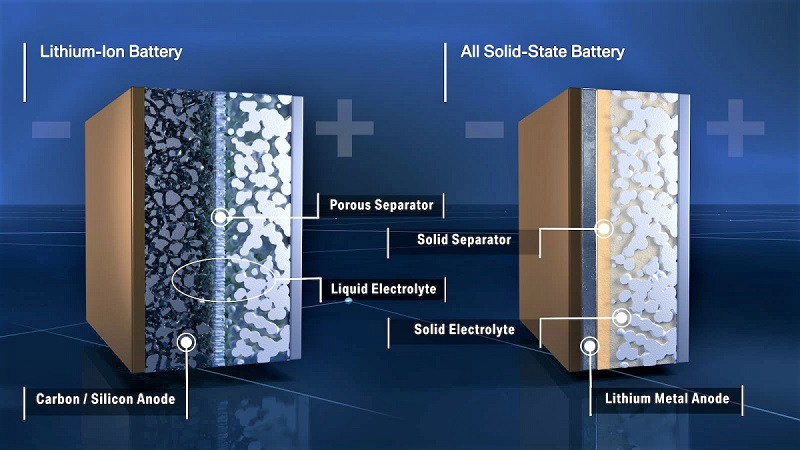 Lithium-Ion Battery
All Solid-State Battery
Porous Separator
Solid Separator
Liquid Electrolyte
Solid Electrolyte
Carbon / Silicon Anode
Lithium Metal Anode